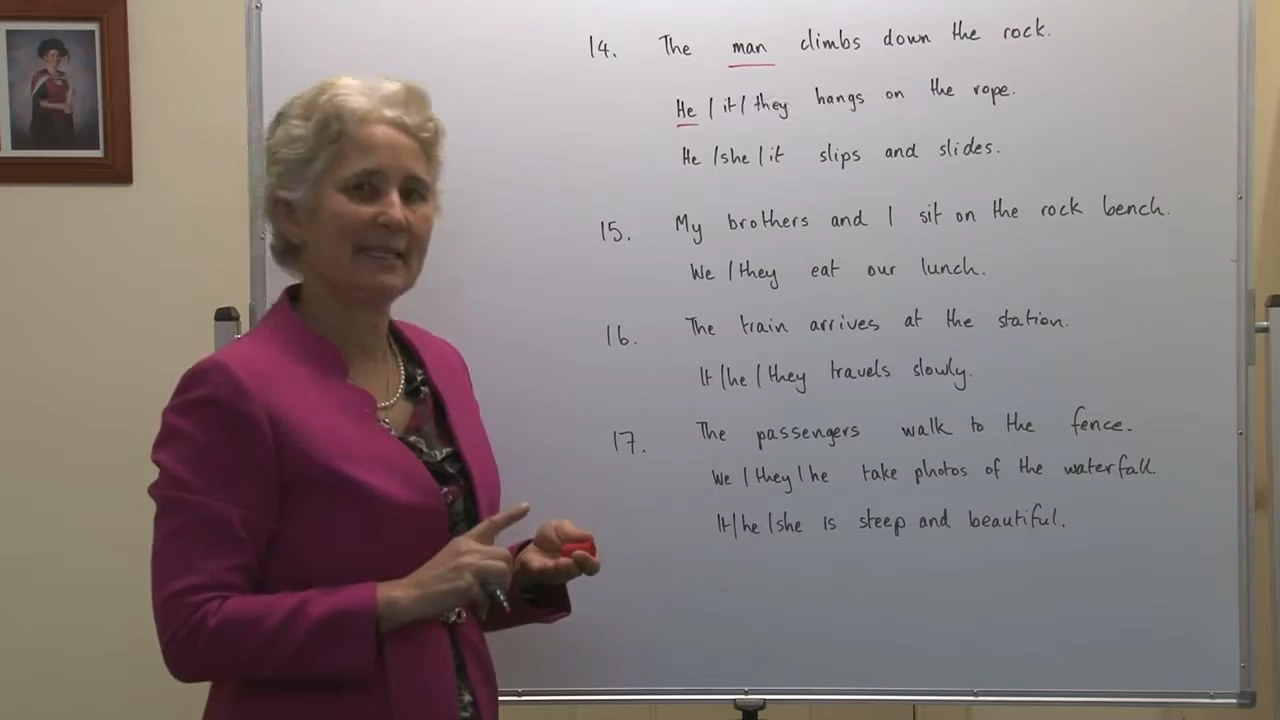 14. The man climbs down the rock.
He / it / they hangs on the rope.
He / she / it slips and slides.
15. My brothers and I sit on the rock bench.
We / they eat our lunch.
16. The train arrives at the station.
It / he / they travels slowly.
17. The passengers walk to the fence.
We / they / he take photos of the waterfall.
It / he / she is steep and beautiful.